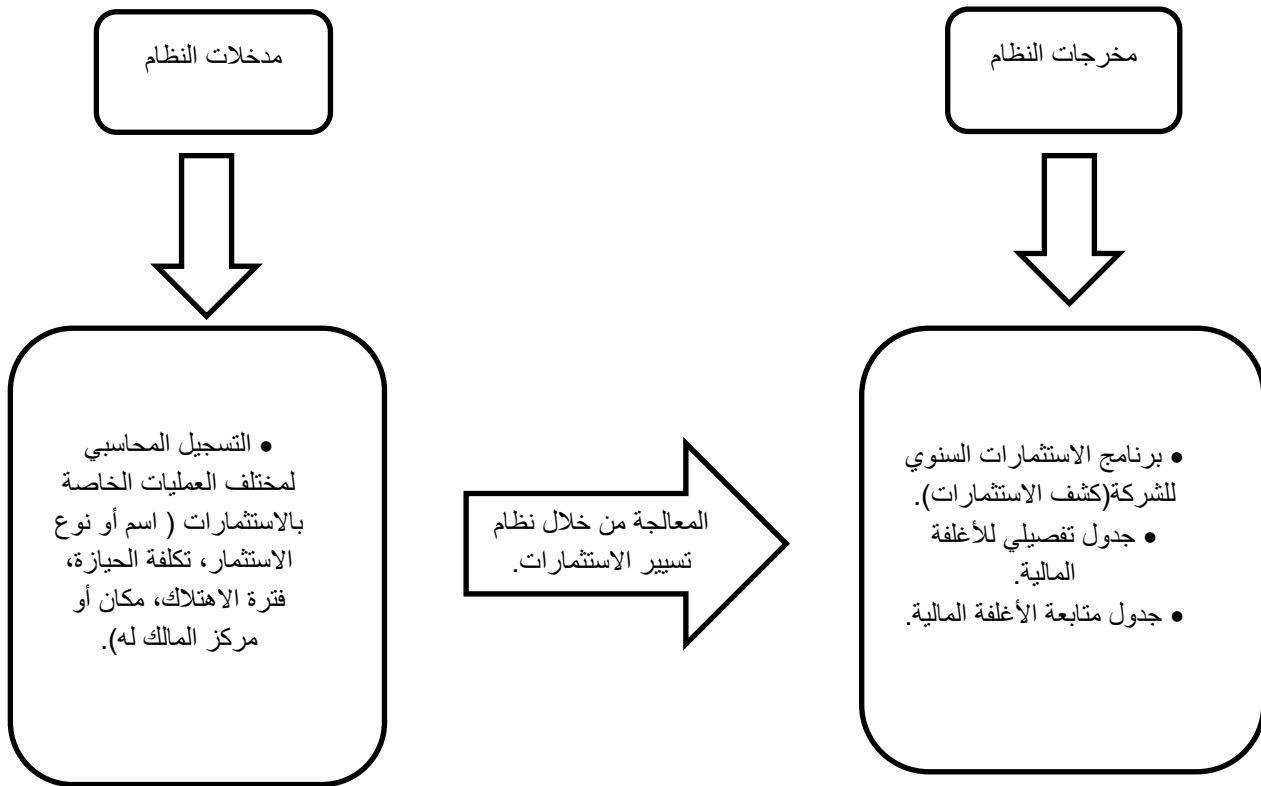 مدخلات النظام
مخرجات النظام
• التسجيل المحاسبي
لمختلف العمليات الخاصة
بالاستثمارات ( اسم أو نوع
الاستثمار، تكلفة الحيازة،
فترة الاهتلاك، مكان أو
مركز المالك له).
المعالجة من خلال نظام
تسيير الاستثمارات.
• برنامج الاستثمارات السنوي
للشركة(كشف الاستثمارات).
• جدول تفصيلي للأغلفة
المالية.
• جدول متابعة الأغلفة المالية.